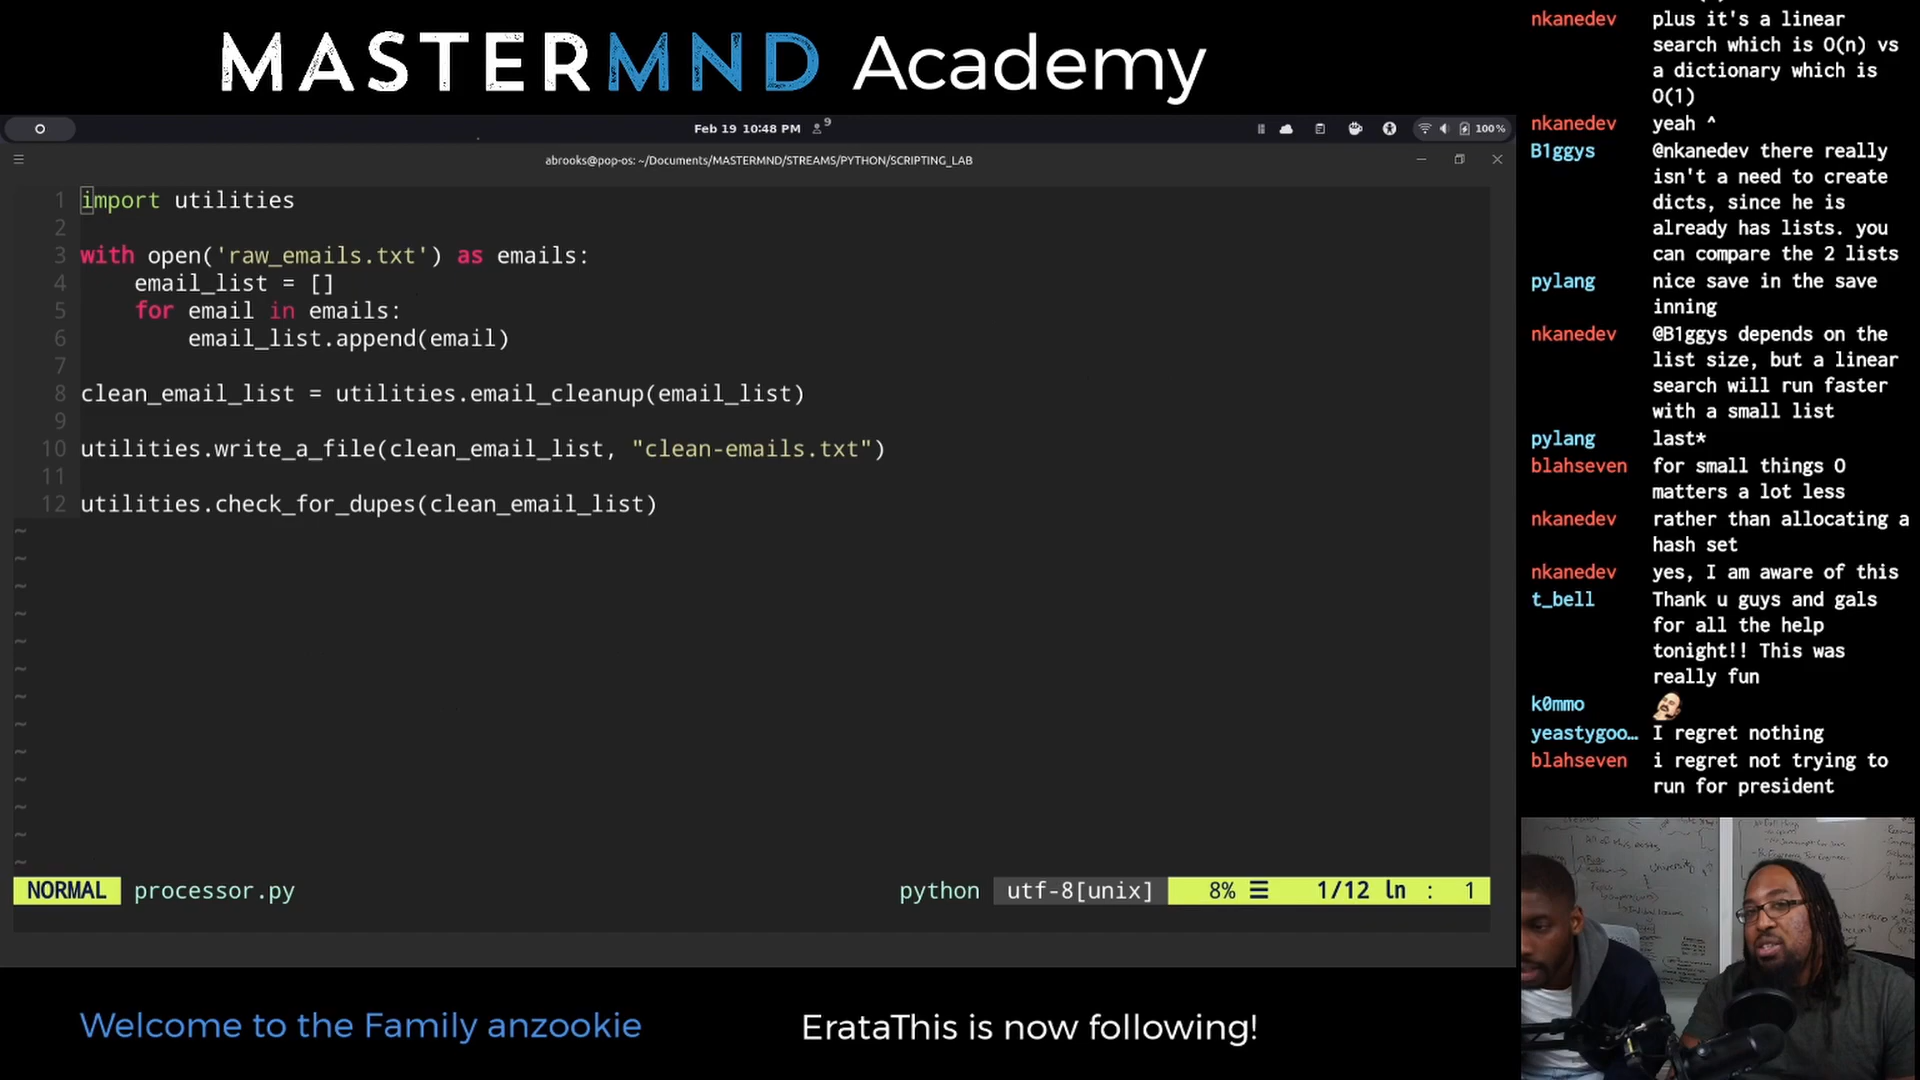 MASTERMND Academy
Feb 19 10:48 PM
9
100%
abrooks@pop-os: ~/Documents/MASTERMND/STREAMS/PYTHON/SCRIPTING_LAB
1 import utilities
2
3 with open('raw_emails.txt') as emails:
4 email_list = []
5 for email in emails:
6 email_list.append(email)
7
8 clean_email_list = utilities.email_cleanup(email_list)
9
10 utilities.write_a_file(clean_email_list, "clean-emails.txt")
11
12 utilities.check_for_dupes(clean_email_list)
~
~
~
~
~
~
~
~
~
~
~
~
~
NORMAL processor.py python utf-8[unix] 8% ☰ 1/12 ln : 1
Welcome to the Family anzookie
ErataThis is now following!
nkanedev plus it's a linear
search which is O(n) vs
a dictionary which is
O(1)
nkanedev yeah ^
B1ggys @nkanedev there really
isn't a need to create
dicts, since he is
already has lists. you
can compare the 2 lists
pylang nice save in the save
inning
nkanedev @B1ggys depends on the
list size, but a linear
search will run faster
with a small list
pylang last*
blahseven for small things O
matters a lot less
nkanedev rather than allocating a
hash set
nkanedev yes, I am aware of this
t_bell Thank u guys and gals
for all the help
tonight!! This was
really fun
k0mmo
yeastygoo… I regret nothing
blahseven i regret not trying to
run for president